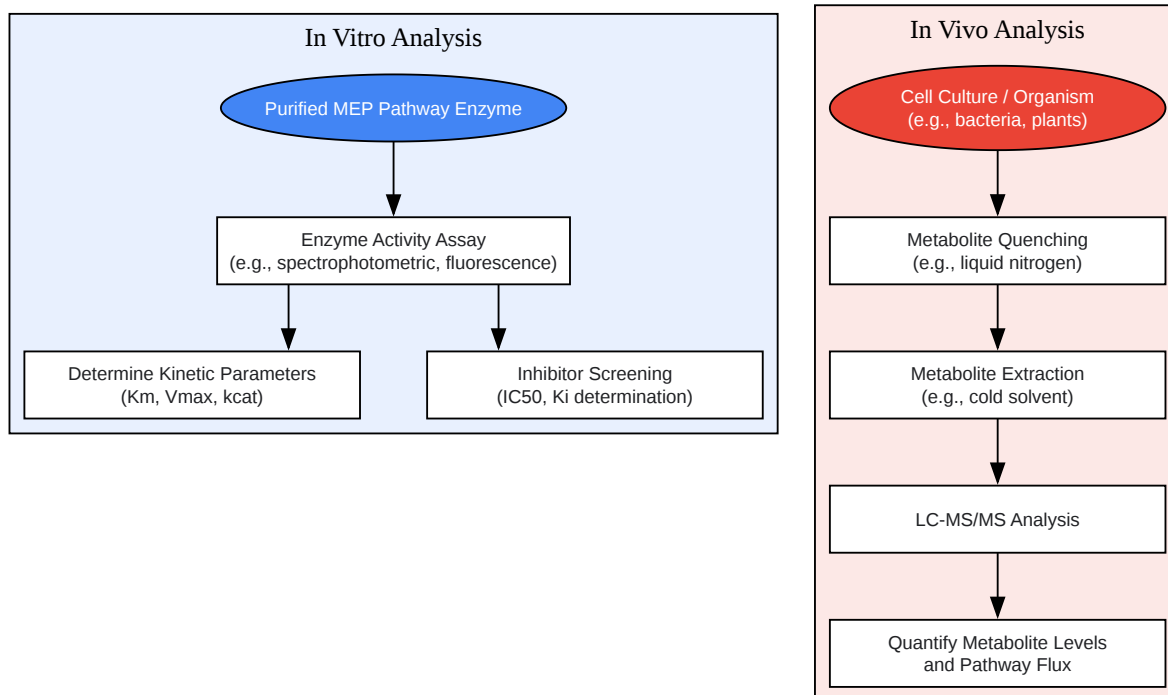 In Vitro Analysis
Purified MEP Pathway Enzyme
Enzyme Activity Assay
(e.g., spectrophotometric, fluorescence)
Determine Kinetic Parameters
(Km, Vmax, kcat)
Inhibitor Screening
(IC50, Ki determination)
In Vivo Analysis
Cell Culture / Organism
(e.g., bacteria, plants)
Metabolite Quenching
(e.g., liquid nitrogen)
Metabolite Extraction
(e.g., cold solvent)
LC-MS/MS Analysis
Quantify Metabolite Levels
and Pathway Flux